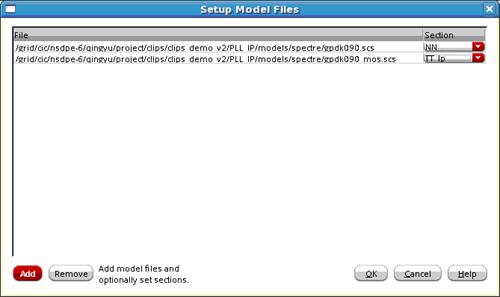 Setup Model Files
File Section
/grid/cic/nsdpe-6/qingyu/project/clips/clips_demo_v2/PLL_IP/models/spectre/gpdk090.scs NN
/grid/cic/nsdpe-6/qingyu/project/clips/clips_demo_v2/PLL_IP/models/spectre/gpdk090_mos.scs TT_lp
Add Remove Add model files and
optionally set sections. OK Cancel Help